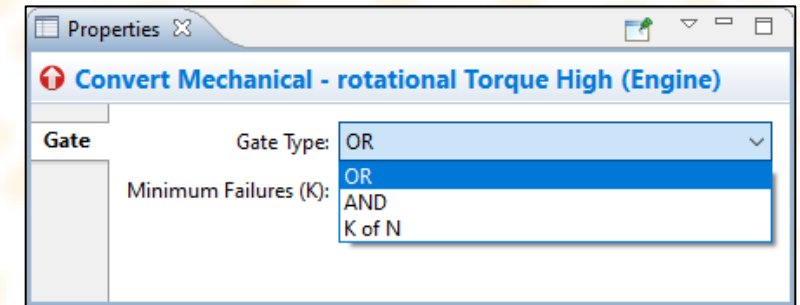 Properties
Convert Mechanical - rotational Torque High (Engine)
Gate
Gate Type: OR
OR
Minimum Failures (K):
AND
K of N